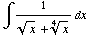 ∫ 1/(√x + ∜x) dx